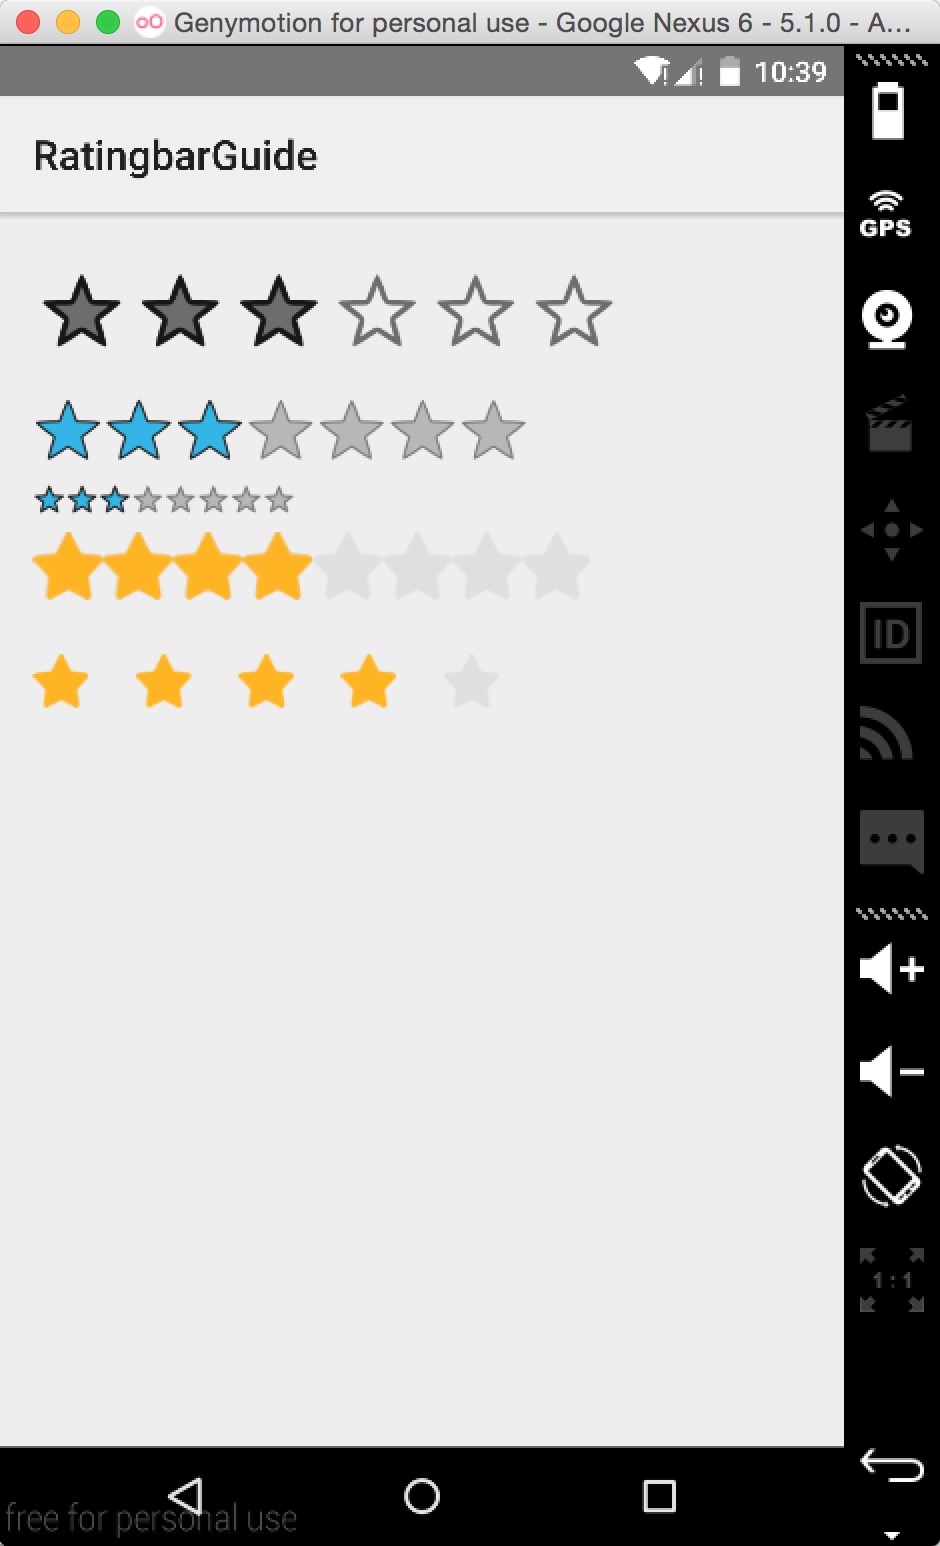 Genymotion for personal use - Google Nexus 6 - 5.1.0 - A...
10:39
RatingbarGuide
GPS
ID
1:1
free for personal use